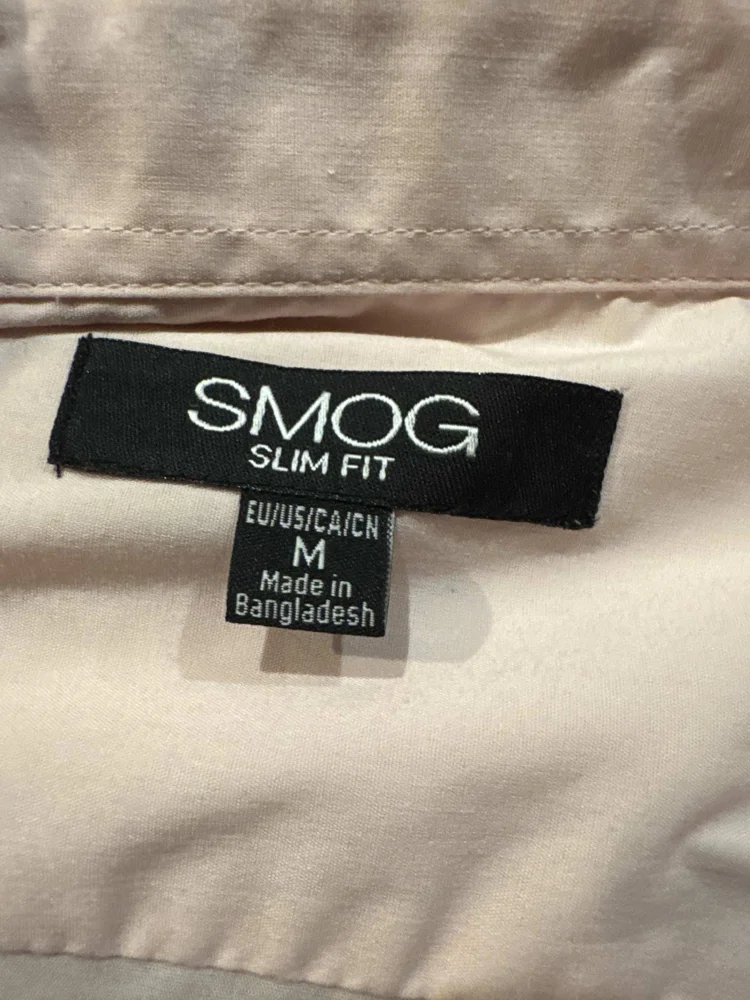 SMOG
SLIM FIT
EU/US/CA/CN
M
Made in
Bangladesh